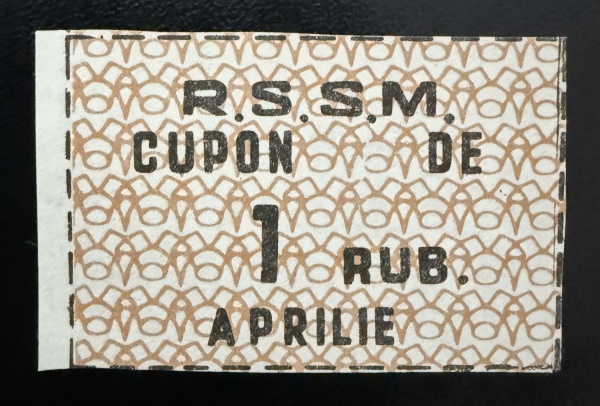 R.S.S.M.
CUPON DE
1 RUB.
APRILIE